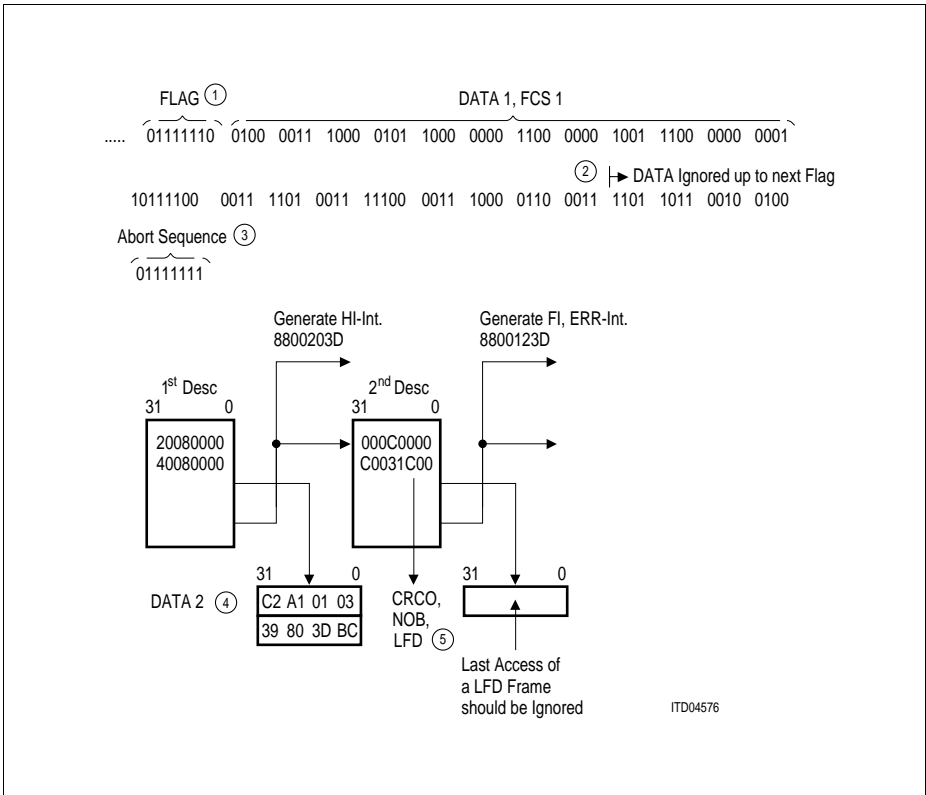 FLAG 1 DATA 1, FCS 1
..... 01111110 0100 0011 1000 0101 1000 0000 1100 0000 1001 1100 0000 0001
2 DATA Ignored up to next Flag
10111100 0011 1101 0011 11100 0011 1000 0110 0011 1101 1011 0010 0100
Abort Sequence 3
01111111
Generate HI-Int.
8800203D
Generate FI, ERR-Int.
8800123D
1st Desc
31 0
20080000
40080000
2nd Desc
31 0
000C0000
C0031C00
DATA 2 4
31 0
C2 A1 01 03
39 80 3D BC
CRCO,
NOB,
LFD 5
31 0
Last Access of
a LFD Frame
should be Ignored
ITD04576